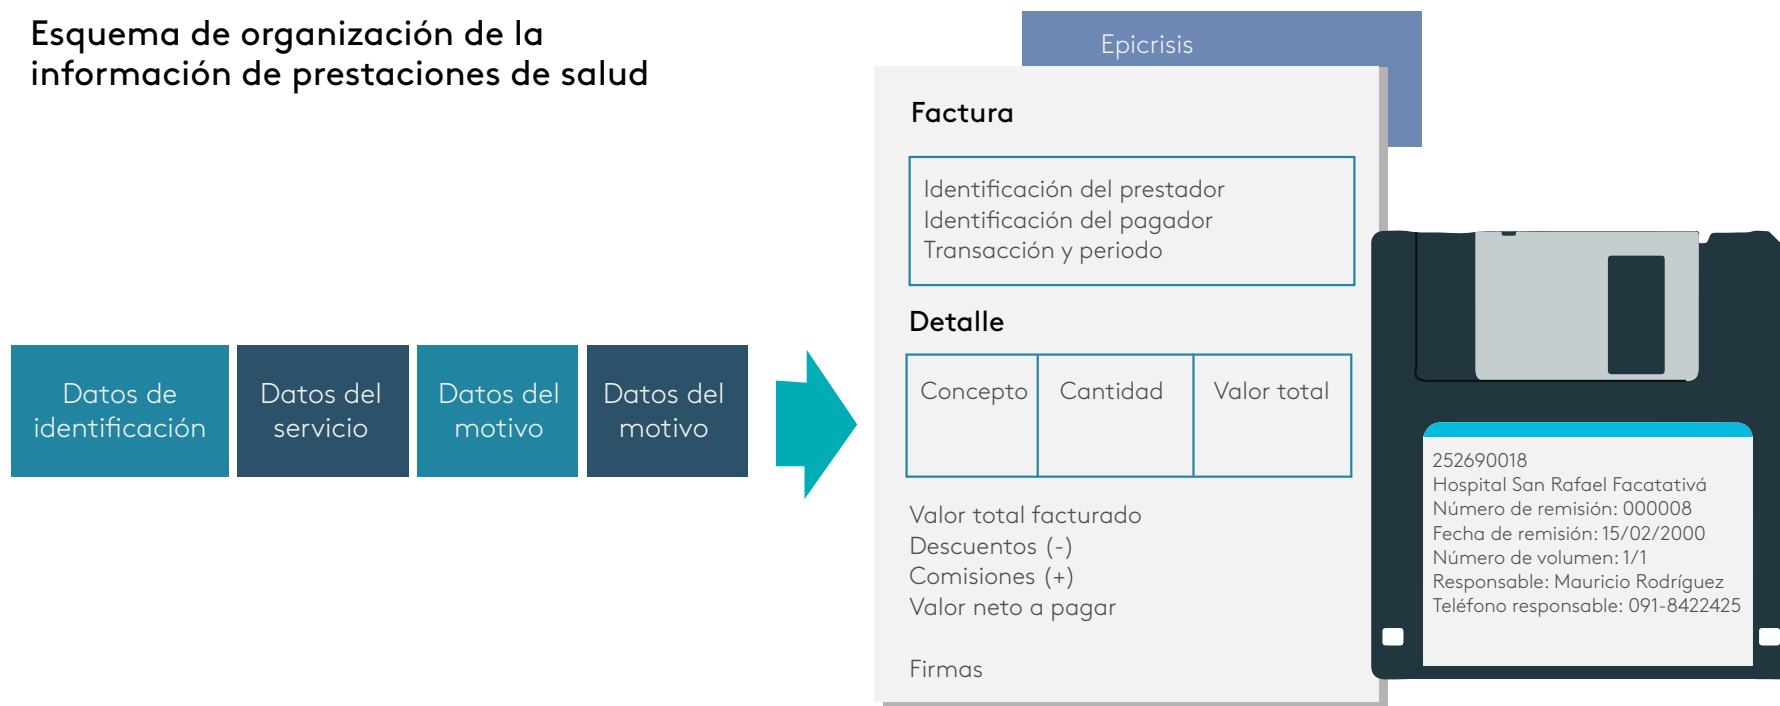 Esquema de organización de la
información de prestaciones de salud
Datos de
identificación
Datos del
servicio
Datos del
motivo
Datos del
motivo
Epicrisis
Factura
Identificación del prestador
Identificación del pagador
Transacción y periodo
Detalle
Concepto
Cantidad
Valor total
Valor total facturado
Descuentos (-)
Comisiones (+)
Valor neto a pagar
Firmas
252690018
Hospital San Rafael Facatativá
Número de remisión: 000008
Fecha de remisión: 15/02/2000
Número de volumen: 1/1
Responsable: Mauricio Rodríguez
Teléfono responsable: 091-8422425